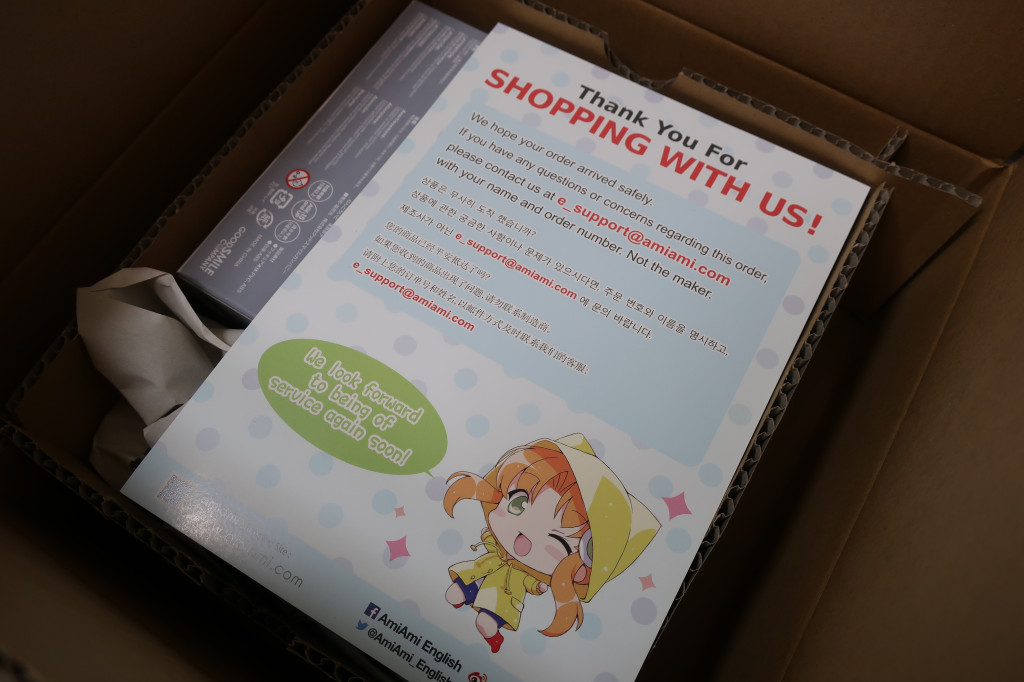 Thank You For
SHOPPING WITH US!
We hope your order arrived safely.
If you have any questions or concerns regarding this order,
please contact us at e_support@amiami.com
with your name and order number. Not the maker.
상품은 무사히 도착 했습니까?
상품에 관한 궁금한 사항이나 문제가 있으시다면, 주문 번호와 이름을 명시하고,
제조사가 아닌 e_support@amiami.com 에 문의 바랍니다.
您的商品已经平安抵达了吗?
如果您收到的商品出现了问题,请勿联系制造商,
请附上您的订单号和姓名,以邮件方式及时联系我们的客服:
e_support@amiami.com
We look forward
to being of
service again soon!
AmiAmi English
@AmiAmi_English
GOODSMILE
COMPANY